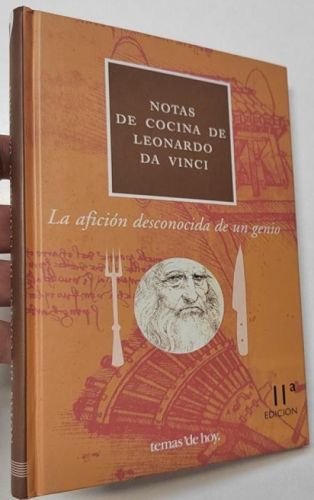 NOTAS
DE COCINA DE
LEONARDO
DA VINCI
La afición desconocida de un genio
11ª
EDICIÓN
temas'de hoy.